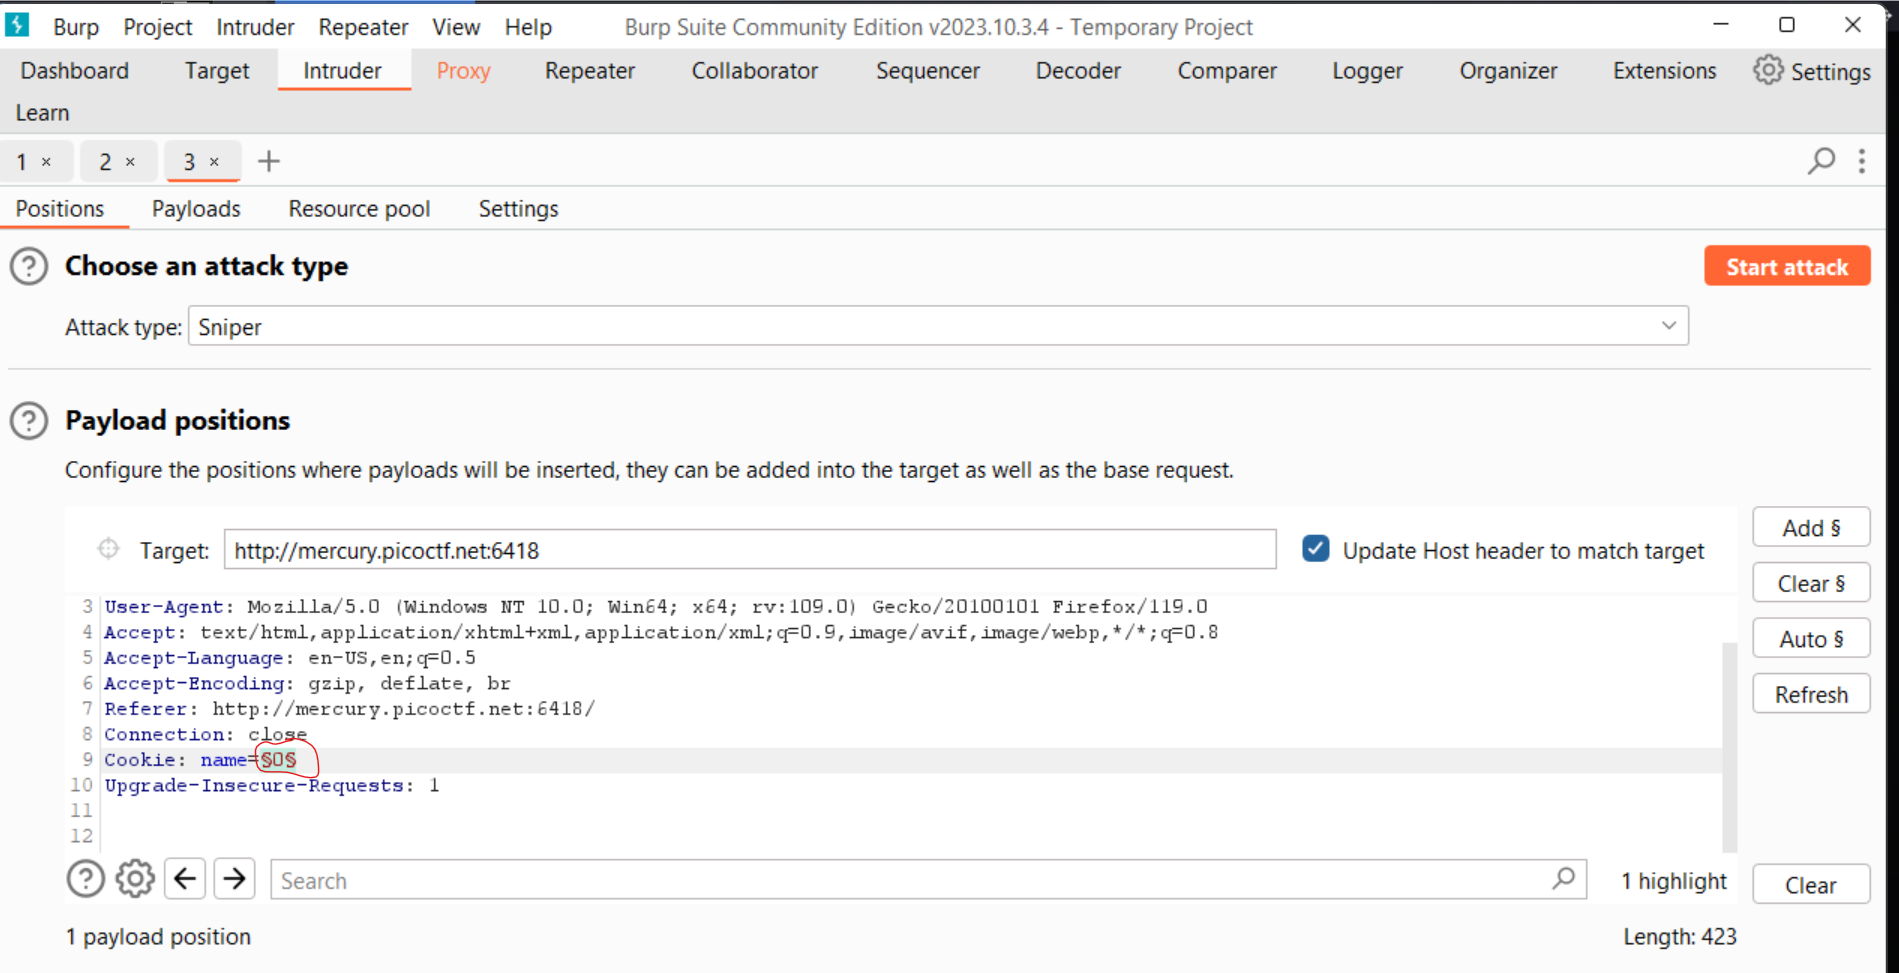 Burp Project Intruder Repeater View Help Burp Suite Community Edition v2023.10.3.4 - Temporary Project
Dashboard Target Intruder Proxy Repeater Collaborator Sequencer Decoder Comparer Logger Organizer Extensions Settings
Learn
1 × 2 × 3 × +
Positions Payloads Resource pool Settings
? Choose an attack type Start attack
Attack type: Sniper
? Payload positions
Configure the positions where payloads will be inserted, they can be added into the target as well as the base request.
Add §
Target: http://mercury.picoctf.net:6418 Update Host header to match target
Clear §
3 User-Agent: Mozilla/5.0 (Windows NT 10.0; Win64; x64; rv:109.0) Gecko/20100101 Firefox/119.0
4 Accept: text/html,application/xhtml+xml,application/xml;q=0.9,image/avif,image/webp,*/*;q=0.8
Auto §
5 Accept-Language: en-US,en;q=0.5
6 Accept-Encoding: gzip, deflate, br
Refresh
7 Referer: http://mercury.picoctf.net:6418/
8 Connection: close
9 Cookie: name=§0§
10 Upgrade-Insecure-Requests: 1
11
12
? Search 1 highlight Clear
1 payload position Length: 423